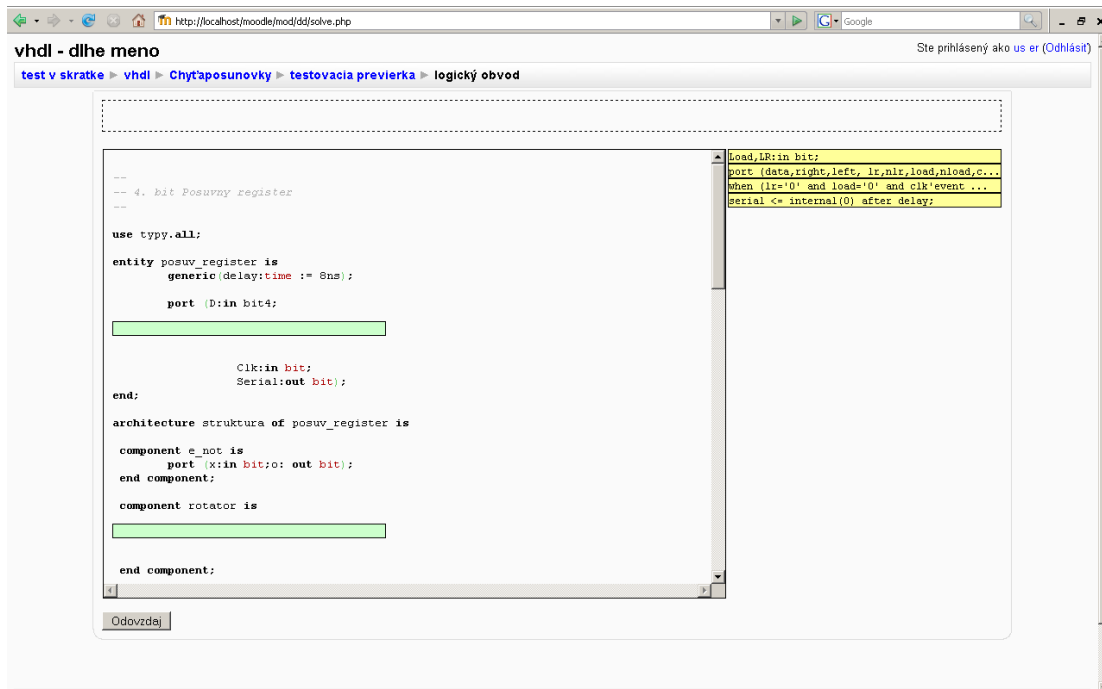 http://localhost/moodle/mod/dd/solve.php
Google
vhdl - dlhe meno
Ste prihlásený ako us er (Odhlásiť)
test v skratke ► vhdl ► Chyťaposunovky ► testovacia previerka ► logický obvod
--
-- 4. bit Posuvny register
--
use typy.all;
entity posuv_register is
generic(delay:time := 8ns);
port (D:in bit4;
Clk:in bit;
Serial:out bit);
end;
architecture struktura of posuv_register is
component e_not is
port (x:in bit;o: out bit);
end component;
component rotator is
end component;
Load,LR:in bit;
port (data,right,left, lr,nlr,load,nload,c...
when (lr='0' and load='0' and clk'event ...
serial <= internal(0) after delay;
Odovzdaj